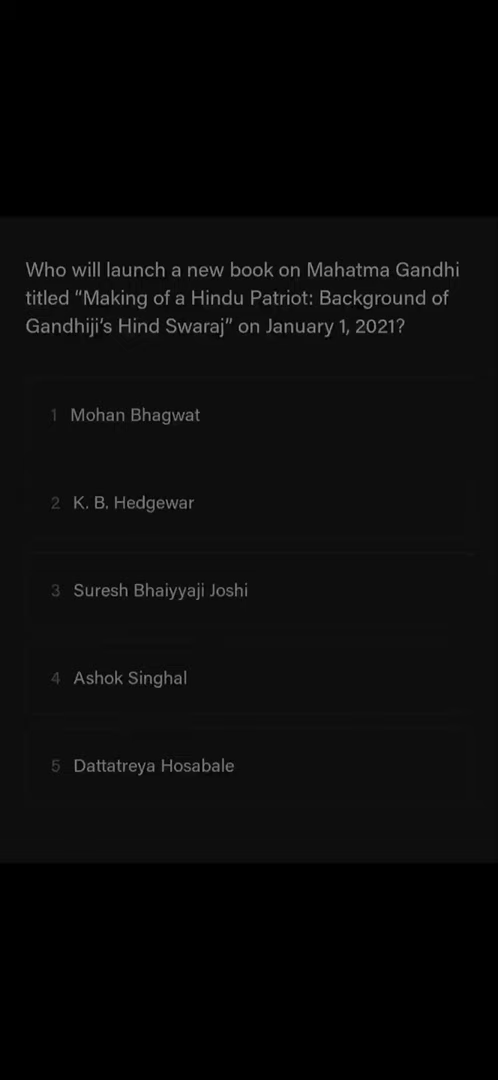 Who will launch a new book on Mahatma Gandhi
titled “Making of a Hindu Patriot: Background of
Gandhiji’s Hind Swaraj” on January 1, 2021?
1 Mohan Bhagwat
2 K. B. Hedgewar
3 Suresh Bhaiyyaji Joshi
4 Ashok Singhal
5 Dattatreya Hosabale